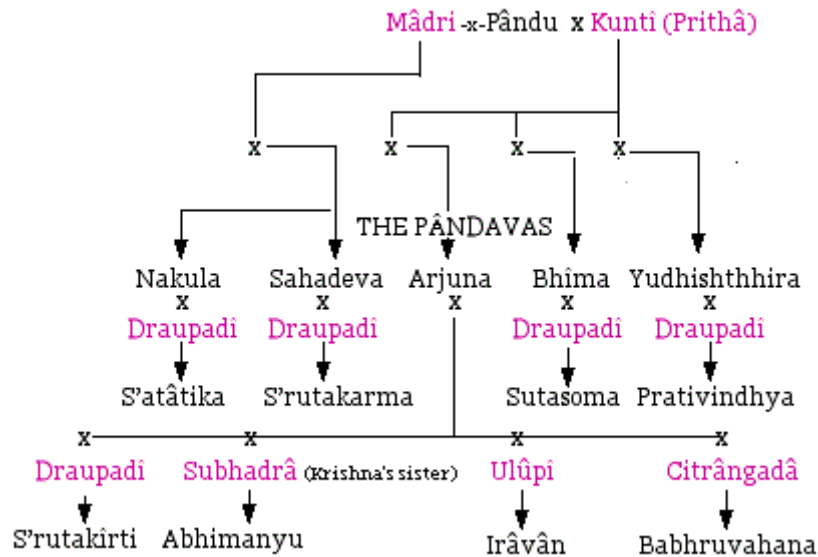 Mâdri -x- Pându x Kuntî (Prithâ)
x x x x
THE PÂNDAVAS
Nakula Sahadeva Arjuna Bhîma Yudhishthhira
x x x x x
Draupadî Draupadî Draupadî Draupadî
S'atâtika S'rutakarma Sutasoma Prativindhya
x x x x
Draupadî Subhadrâ (Krishna's sister) Ulûpî Citrângadâ
S'rutakîrti Abhimanyu Irâvân Babhruvahana